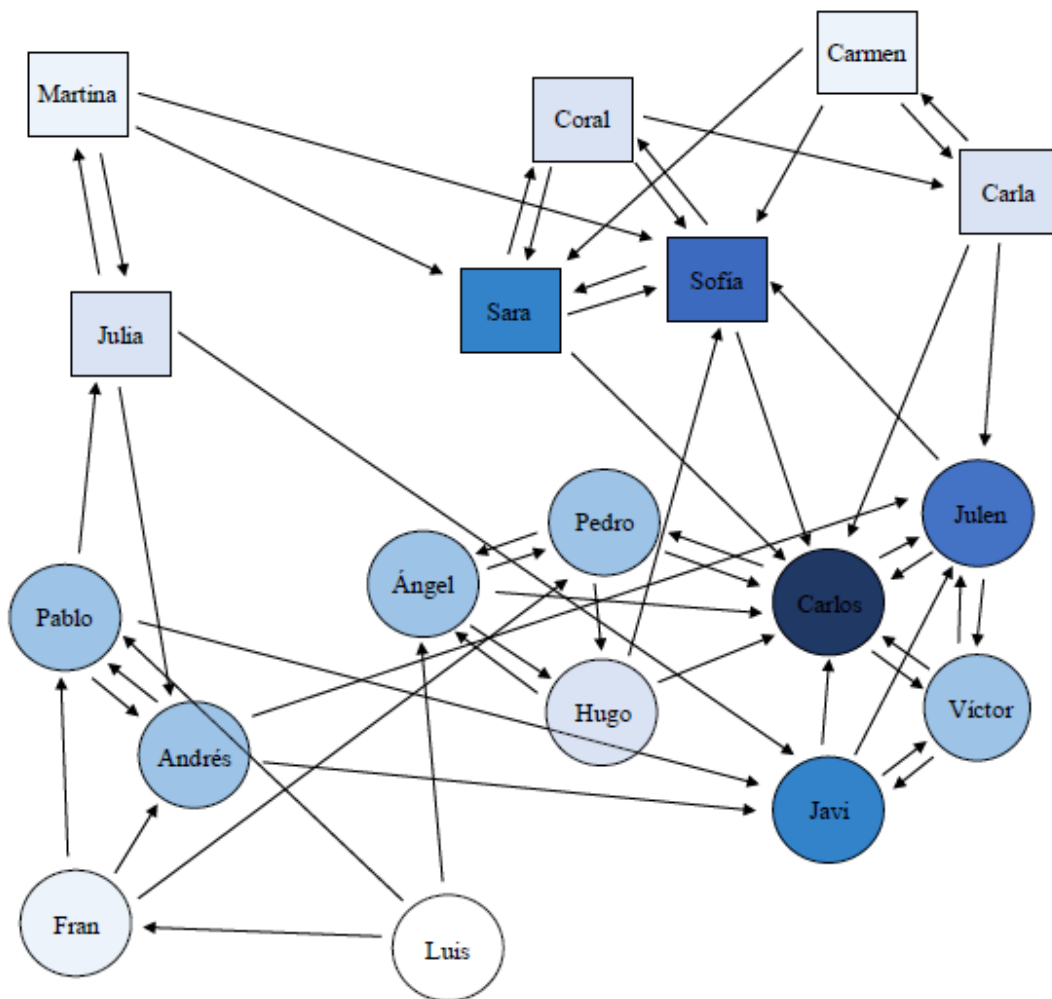 Carmen
Martina
Coral
Carla
Sofía
Sara
Julia
Julen
Pedro
Ángel
Carlos
Pablo
Víctor
Hugo
Andrés
Javi
Fran
Luis